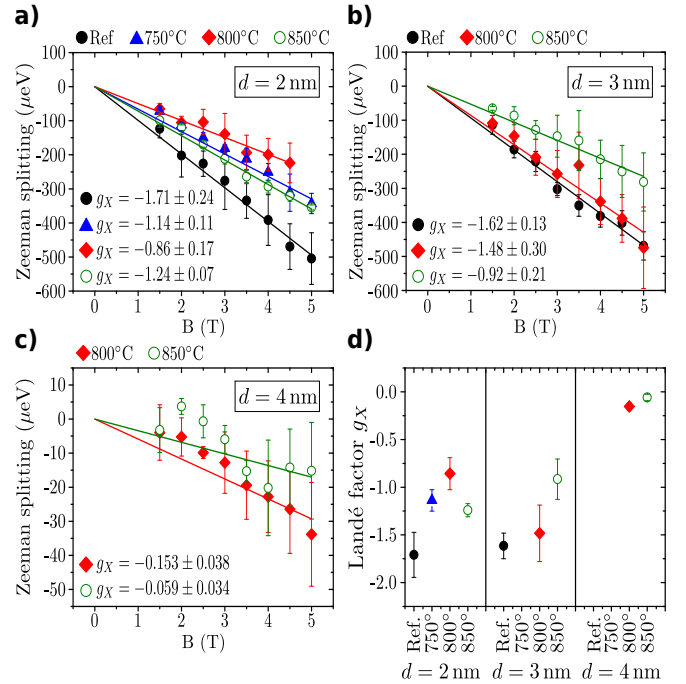 a)
Ref 750°C 800°C 850°C
0
-100
-200
-300
-400
-500
-600
Zeeman splitting (μeV)
d = 2 nm
g_X = −1.71 ± 0.24
g_X = −1.14 ± 0.11
g_X = −0.86 ± 0.17
g_X = −1.24 ± 0.07
0 1 2 3 4 5
B (T)
b)
Ref 800°C 850°C
0
-100
-200
-300
-400
-500
-600
Zeeman splitting (μeV)
d = 3 nm
g_X = −1.62 ± 0.13
g_X = −1.48 ± 0.30
g_X = −0.92 ± 0.21
0 1 2 3 4 5
B (T)
c)
800°C 850°C
10
0
-10
-20
-30
-40
-50
Zeeman splitting (μeV)
d = 4 nm
g_X = −0.153 ± 0.038
g_X = −0.059 ± 0.034
0 1 2 3 4 5
B (T)
d)
0.0
-0.5
-1.0
-1.5
-2.0
Landé factor g_X
Ref. 750° 800° 850° Ref. 750° 800° 850° Ref. 750° 800° 850°
d = 2 nm d = 3 nm d = 4 nm